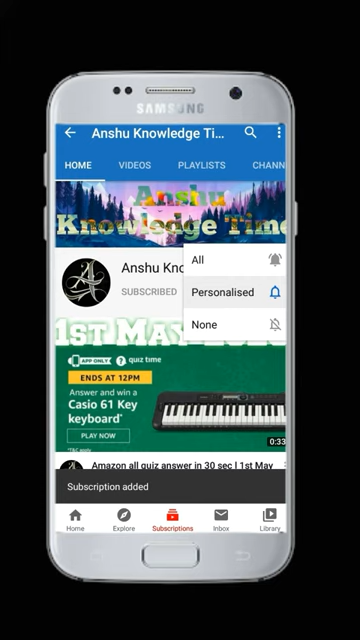 SAMSUNG
Anshu Knowledge Ti...
HOME VIDEOS PLAYLISTS CHANN
Anshu
Knowledge Time
Anshu Kno
SUBSCRIBED
All
Personalised
None
1ST MAY
APP ONLY ? quiz time
ENDS AT 12PM
Answer and win a
Casio 61 Key
keyboard*
PLAY NOW
*T&C apply
0:33
Amazon all quiz answer in 30 sec | 1st May
Subscription added
Home Explore Subscriptions Inbox Library